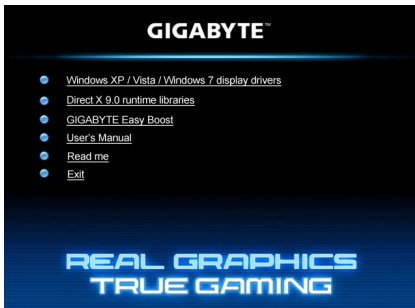 GIGABYTE™
Windows XP / Vista / Windows 7 display drivers
Direct X 9.0 runtime libraries
GIGABYTE Easy Boost
User's Manual
Read me
Exit
REAL GRAPHICS
TRUE GAMING